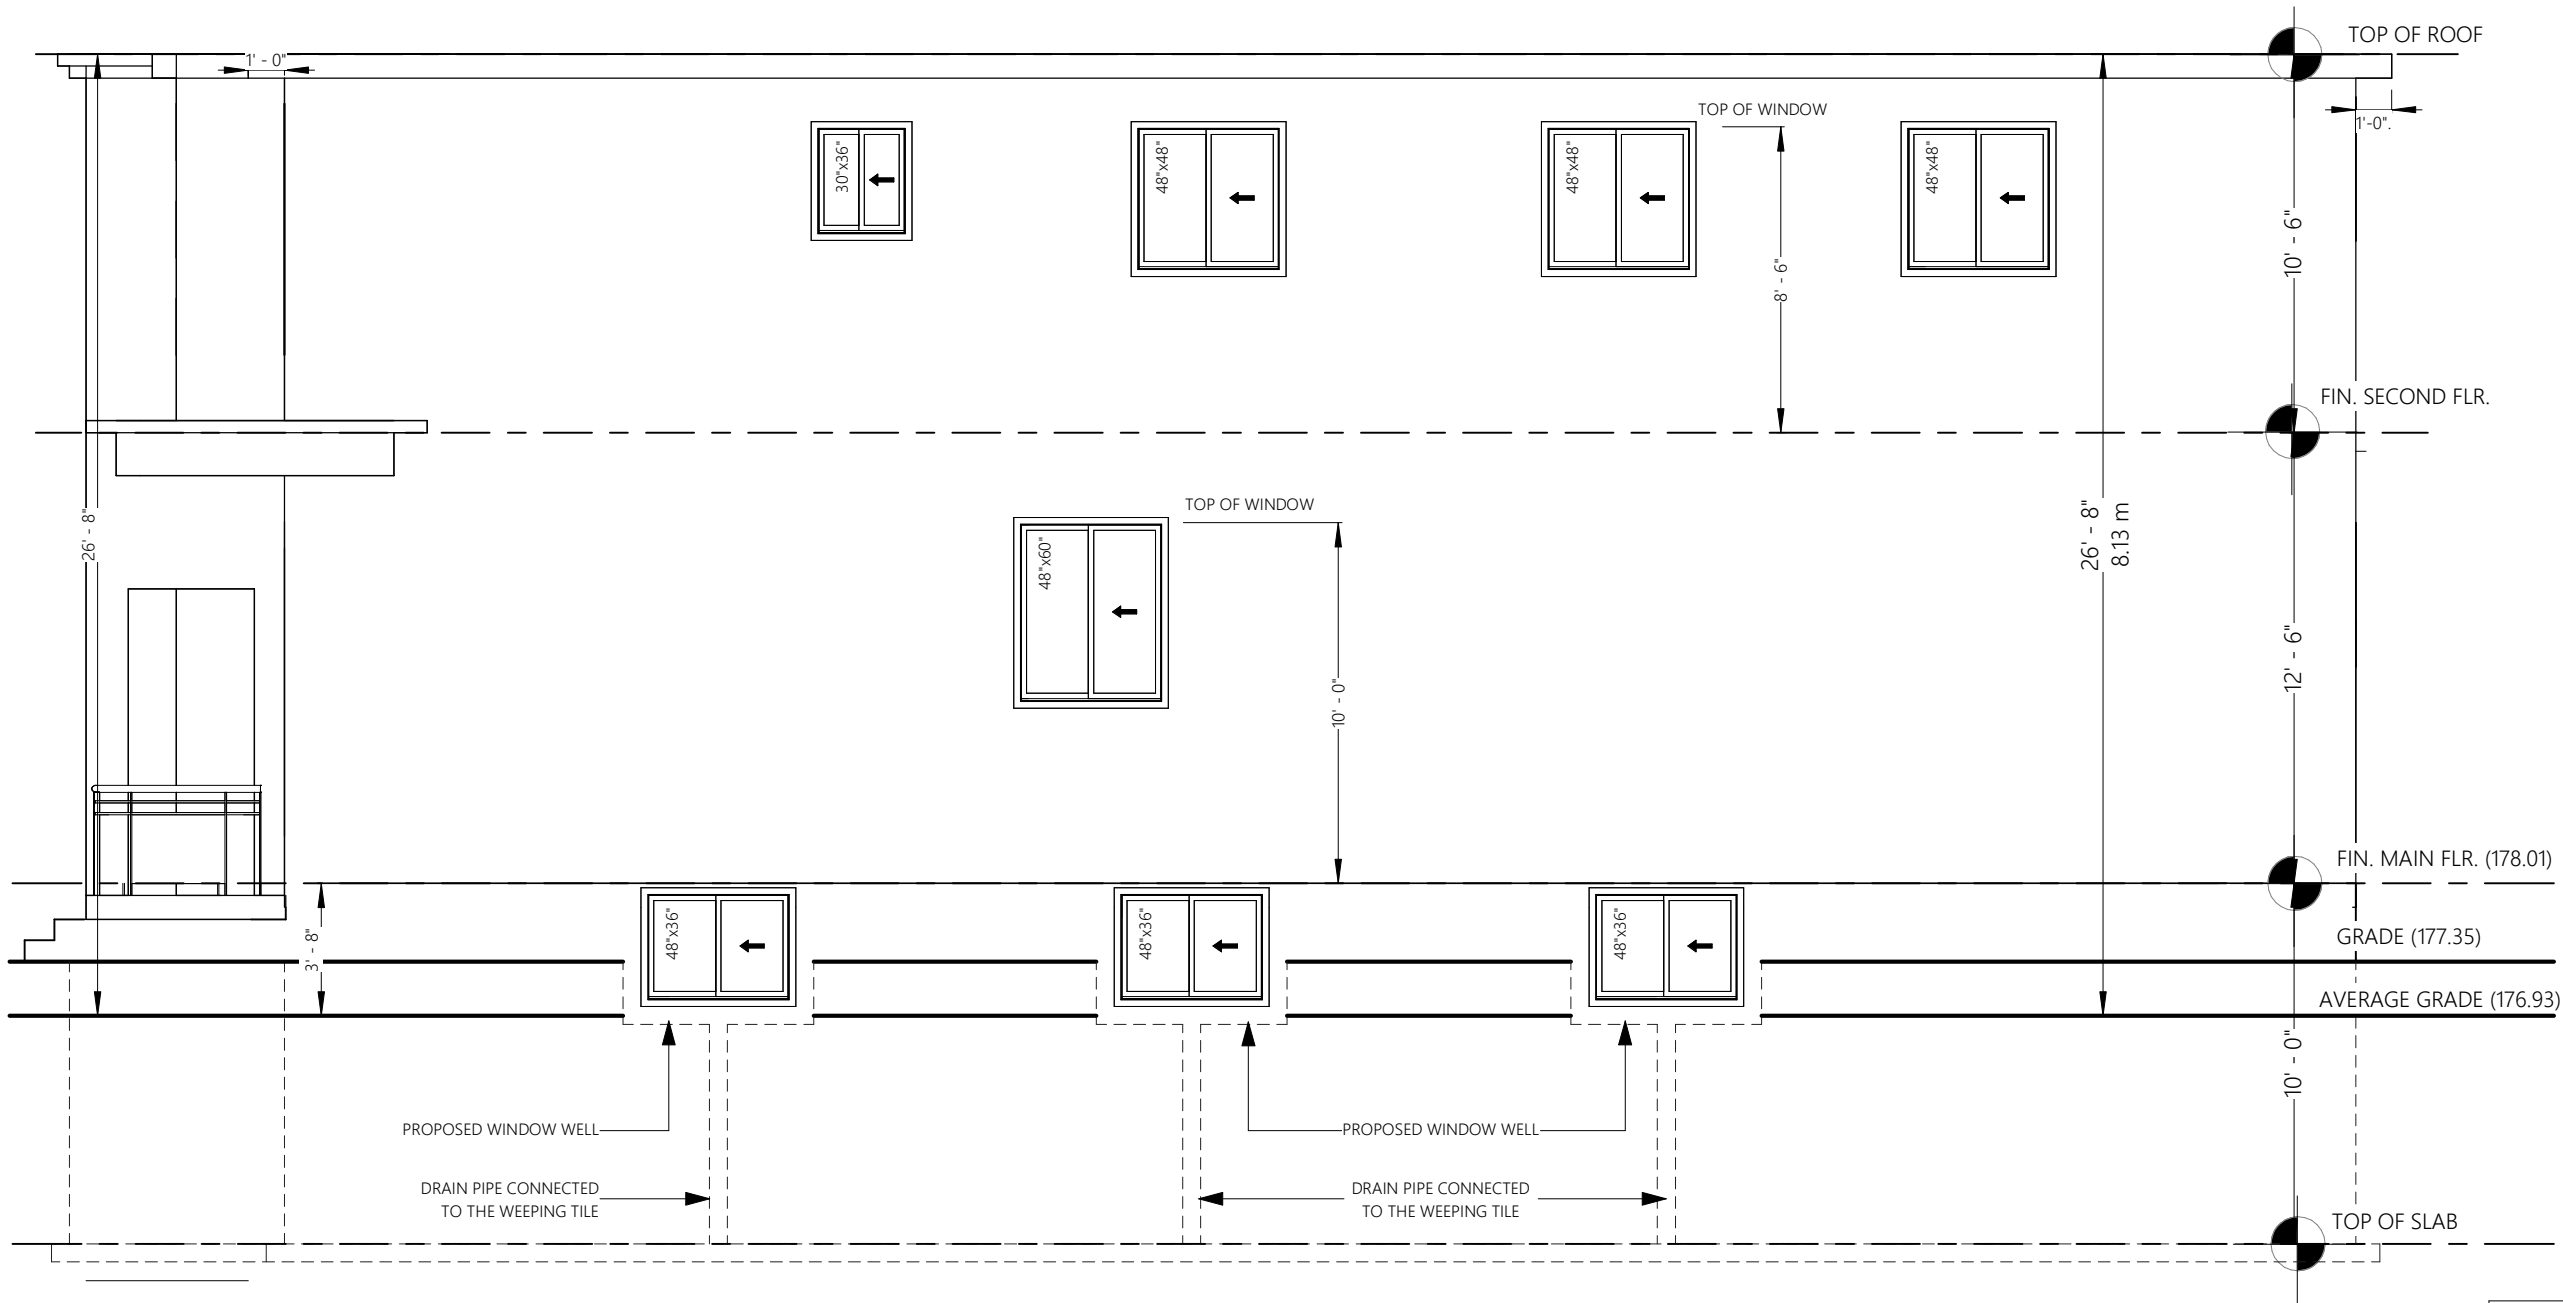 TOP OF ROOF
1' - 0"
TOP OF WINDOW
1'-0".
30"x36"
48"x48"
48"x48"
48"x48"
10' - 6"
8' - 6"
FIN. SECOND FLR.
TOP OF WINDOW
26' - 8"
26' - 8"
8.13 m
48"x60"
12' - 6"
10' - 0"
FIN. MAIN FLR. (178.01)
48"x36"
48"x36"
48"x36"
3' - 8"
GRADE (177.35)
AVERAGE GRADE (176.93)
10' - 0"
PROPOSED WINDOW WELL
PROPOSED WINDOW WELL
DRAIN PIPE CONNECTED
TO THE WEEPING TILE
DRAIN PIPE CONNECTED
TO THE WEEPING TILE
TOP OF SLAB